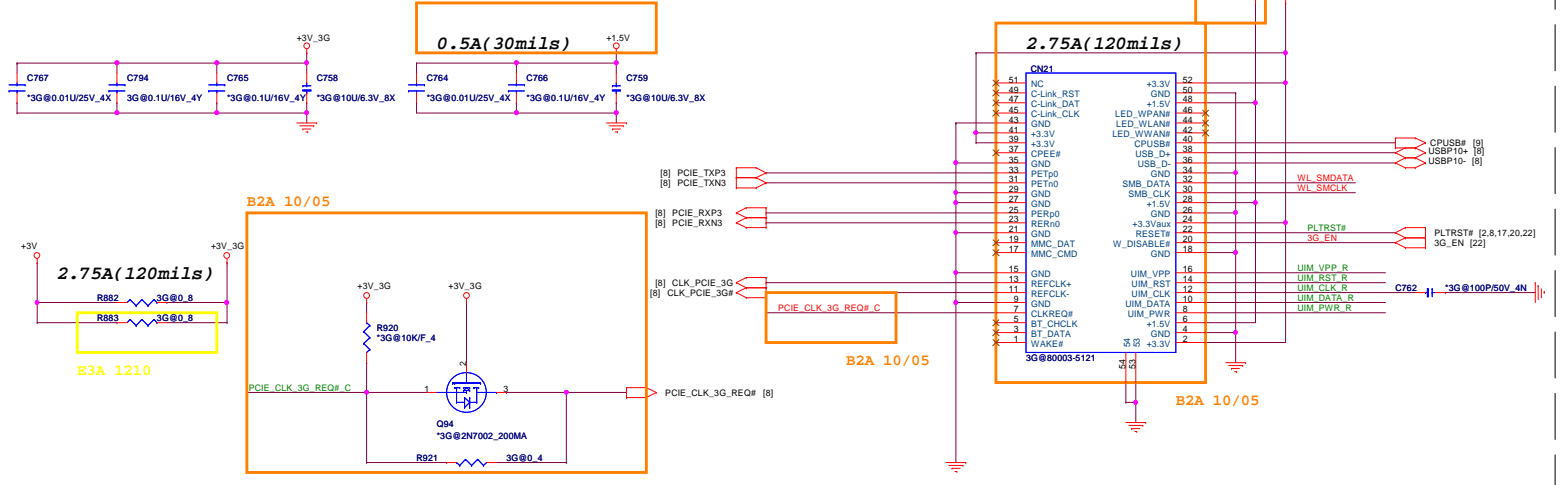 +3V_3G
C767
*3G@0.01U/25V_4X
C794
3G@0.1U/16V_4Y
C765
*3G@0.1U/16V_4Y
C758
*3G@10U/6.3V_8X
0.5A(30mils)
+1.5V
C764
*3G@0.01U/25V_4X
C766
*3G@0.1U/16V_4Y
C759
*3G@10U/6.3V_8X
B2A 10/05
+3V
+3V_3G
2.75A(120mils)
R882
3G@0_8
R883
3G@0_8
E3A 1210
+3V_3G
+3V_3G
R920
*3G@10K/F_4
PCIE_CLK_3G_REQ#_C
1
2
3
PCIE_CLK_3G_REQ# [8]
Q94
*3G@2N7002_200MA
R921
3G@0_4
2.75A(120mils)
CN21
51 NC +3.3V 52
49 C-Link_RST GND 50
47 C-Link_DAT +1.5V 48
45 C-Link_CLK LED_WPAN# 46
43 GND LED_WLAN# 44
41 +3.3V LED_WWAN# 42
39 +3.3V CPUSB# 40
37 CPEE# USB_D+ 38
35 GND USB_D- 36
33 PETp0 GND 34
31 PETn0 SMB_DATA 32
29 GND SMB_CLK 30
27 GND +1.5V 28
25 PERp0 GND 26
23 RERn0 +3.3Vaux 24
21 GND RESET# 22
19 MMC_DAT W_DISABLE# 20
17 MMC_CMD GND 18
15 GND UIM_VPP 16
13 REFCLK+ UIM_RST 14
11 REFCLK- UIM_CLK 12
9 GND UIM_DATA 10
7 CLKREQ# UIM_PWR 8
5 BT_CHCLK +1.5V 6
3 BT_DATA GND 4
1 WAKE# +3.3V 2
3G@80003-5121
54
53
54
53
[8] PCIE_TXP3
[8] PCIE_TXN3
[8] PCIE_RXP3
[8] PCIE_RXN3
[8] CLK_PCIE_3G
[8] CLK_PCIE_3G#
PCIE_CLK_3G_REQ#_C
B2A 10/05
B2A 10/05
CPUSB# [9]
USBP10+ [8]
USBP10- [8]
WL_SMDATA
WL_SMCLK
PLTRST#
PLTRST# [2,8,17,20,22]
3G_EN
3G_EN [22]
UIM_VPP_R
UIM_RST_R
UIM_CLK_R
C762
*3G@100P/50V_4N
UIM_DATA_R
UIM_PWR_R